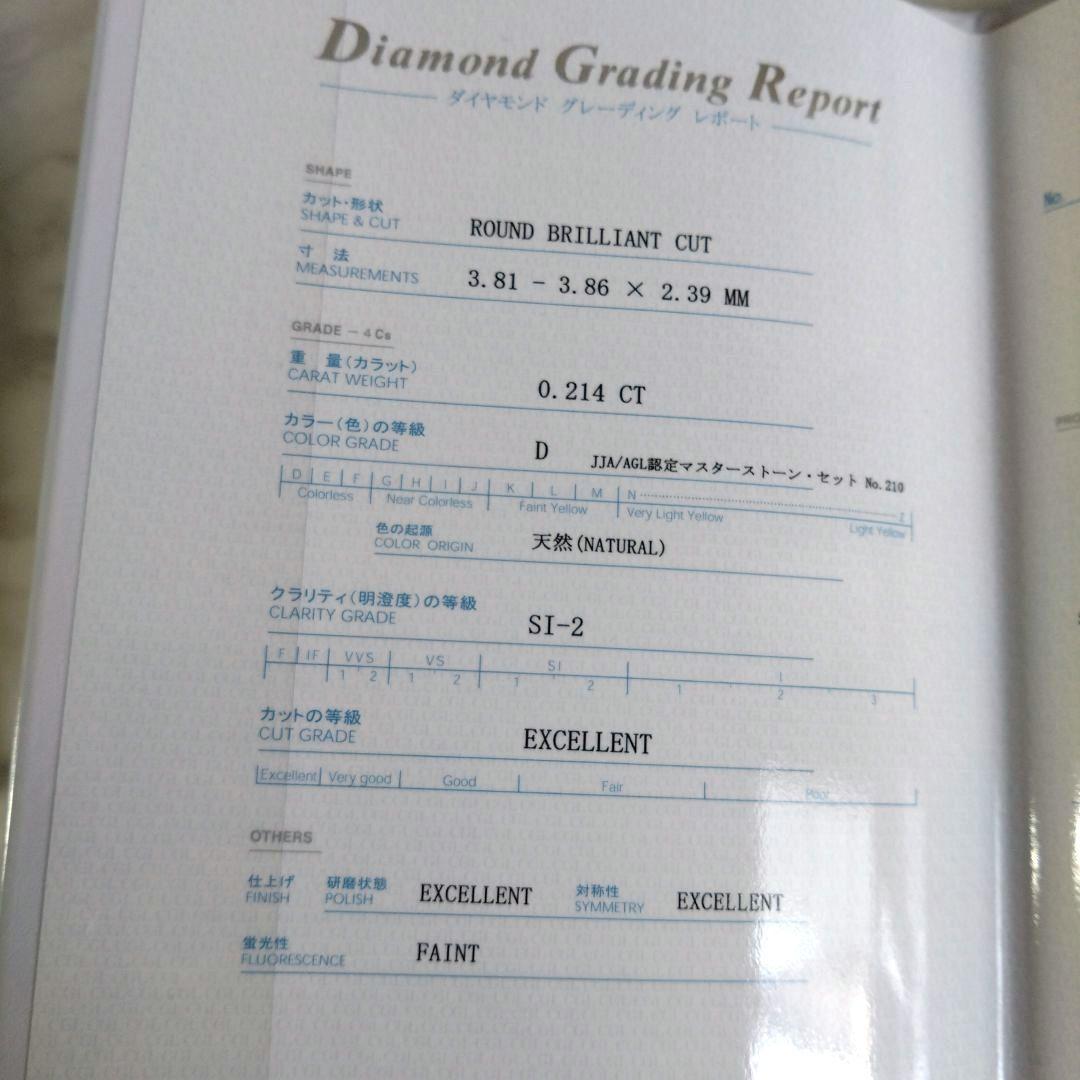 Diamond Grading Report
ダイヤモンド グレーディング レポート
SHAPE
カット・形状
SHAPE & CUT
ROUND BRILLIANT CUT
寸 法
MEASUREMENTS
3.81 - 3.86 × 2.39 MM
GRADE - 4 Cs
重 量(カラット)
CARAT WEIGHT
0.214 CT
カラー(色)の等級
COLOR GRADE
D
JJA/AGL認定マスターストーン・セット No.210
D E F G H I J K L M N Z
Colorless Near Colorless Faint Yellow Very Light Yellow Light Yellow
色の起源
COLOR ORIGIN
天然(NATURAL)
クラリティ(明澄度)の等級
CLARITY GRADE
SI-2
F IF VVS VS SI I
1 2 1 2 1 2 1 2 3
カットの等級
CUT GRADE
EXCELLENT
Excellent Very good Good Fair Poor
OTHERS
仕上げ
FINISH
研磨状態
POLISH
EXCELLENT
対称性
SYMMETRY
EXCELLENT
蛍光性
FLUORESCENCE
FAINT
No.